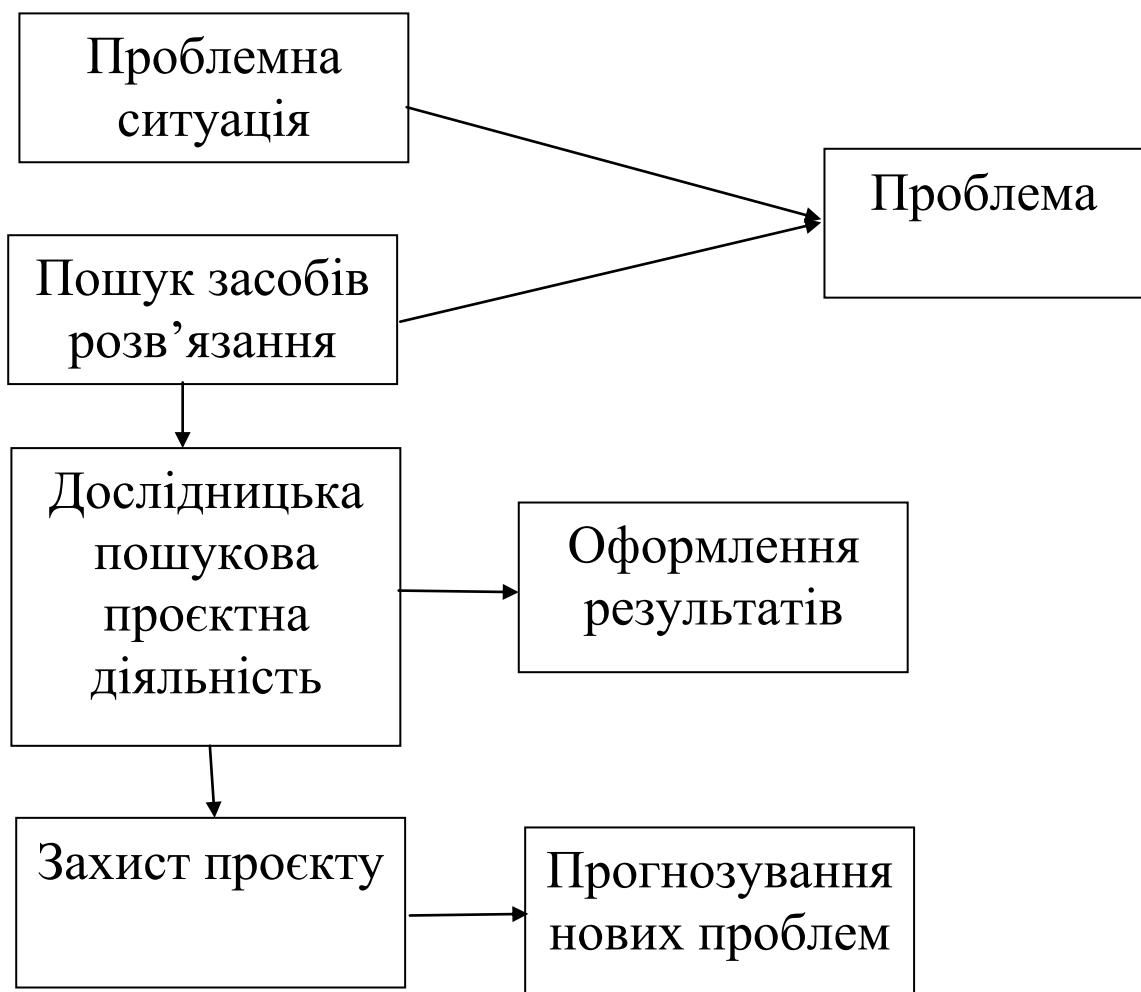 Проблемна
ситуація
Проблема
Пошук засобів
розв’язання
Дослідницька
пошукова
проєктна
діяльність
Оформлення
результатів
Захист проєкту
Прогнозування
нових проблем